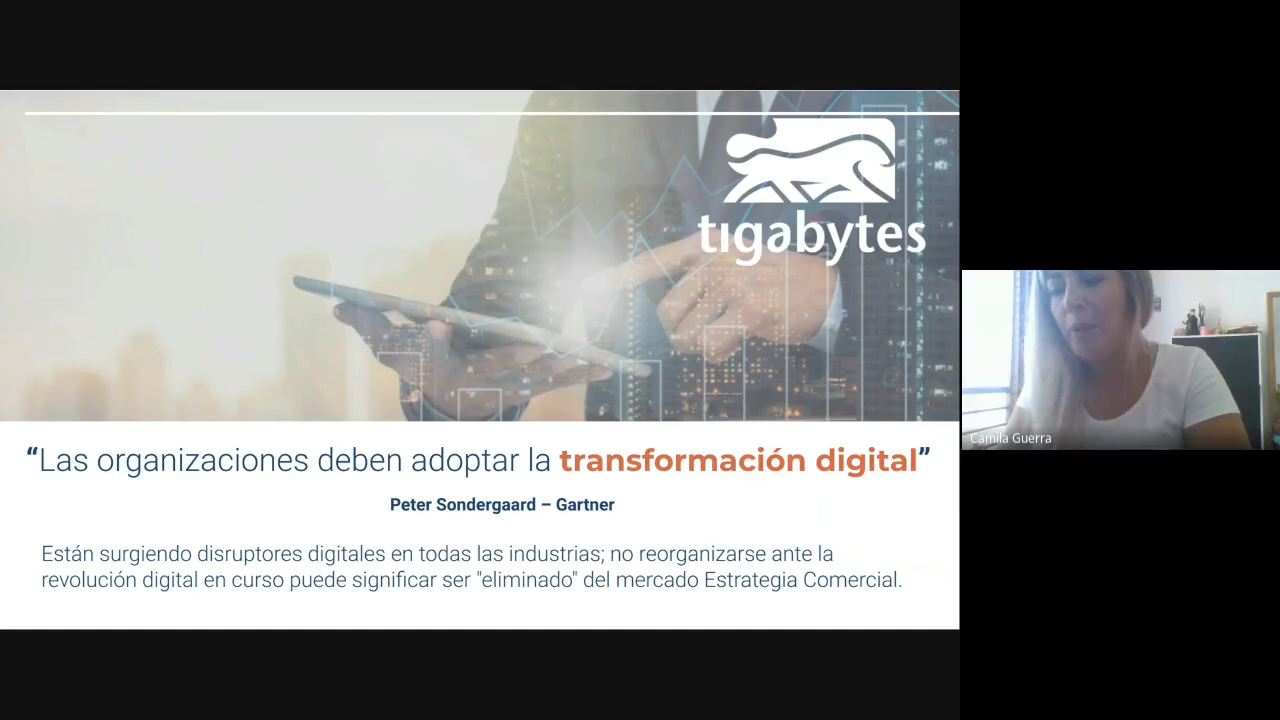 tigabytes
“Las organizaciones deben adoptar la transformación digital”
Peter Sondergaard – Gartner
Están surgiendo disruptores digitales en todas las industrias; no reorganizarse ante la
revolución digital en curso puede significar ser "eliminado" del mercado Estrategia Comercial.
Camila Guerra